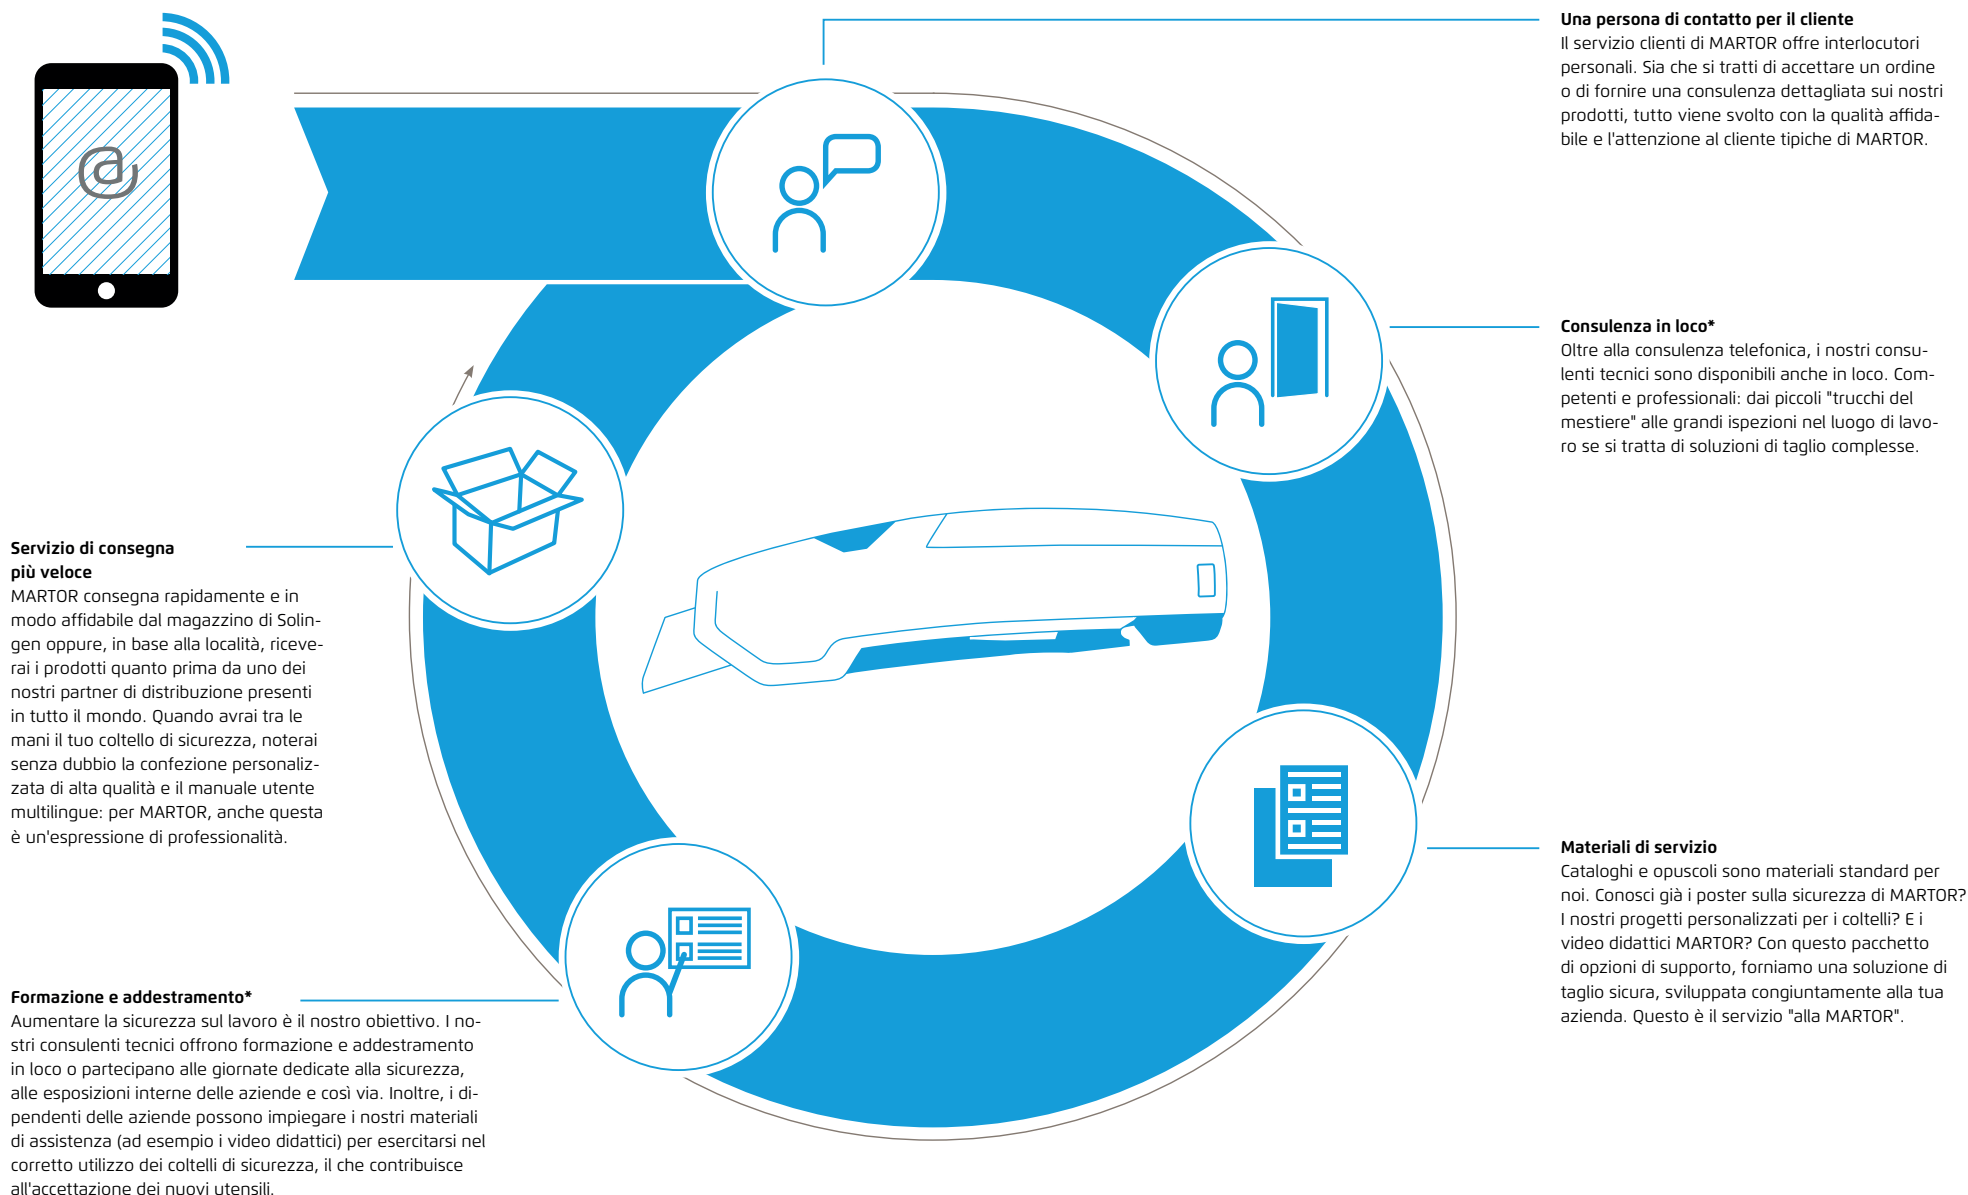 @
Una persona di contatto per il cliente
Il servizio clienti di MARTOR offre interlocutori
personali. Sia che si tratti di accettare un ordine
o di fornire una consulenza dettagliata sui nostri
prodotti, tutto viene svolto con la qualità affida-
bile e l'attenzione al cliente tipiche di MARTOR.
Consulenza in loco*
Oltre alla consulenza telefonica, i nostri consu-
lenti tecnici sono disponibili anche in loco. Com-
petenti e professionali: dai piccoli "trucchi del
mestiere" alle grandi ispezioni nel luogo di lavo-
ro se si tratta di soluzioni di taglio complesse.
Materiali di servizio
Cataloghi e opuscoli sono materiali standard per
noi. Conosci già i poster sulla sicurezza di MARTOR?
I nostri progetti personalizzati per i coltelli? E i
video didattici MARTOR? Con questo pacchetto
di opzioni di supporto, forniamo una soluzione di
taglio sicura, sviluppata congiuntamente alla tua
azienda. Questo è il servizio "alla MARTOR".
Formazione e addestramento*
Aumentare la sicurezza sul lavoro è il nostro obiettivo. I no-
stri consulenti tecnici offrono formazione e addestramento
in loco o partecipano alle giornate dedicate alla sicurezza,
alle esposizioni interne delle aziende e così via. Inoltre, i di-
pendenti delle aziende possono impiegare i nostri materiali
di assistenza (ad esempio i video didattici) per esercitarsi nel
corretto utilizzo dei coltelli di sicurezza, il che contribuisce
all'accettazione dei nuovi utensili.
Servizio di consegna
più veloce
MARTOR consegna rapidamente e in
modo affidabile dal magazzino di Solin-
gen oppure, in base alla località, riceve-
rai i prodotti quanto prima da uno dei
nostri partner di distribuzione presenti
in tutto il mondo. Quando avrai tra le
mani il tuo coltello di sicurezza, noterai
senza dubbio la confezione personaliz-
zata di alta qualità e il manuale utente
multilingue: per MARTOR, anche questa
è un'espressione di professionalità.